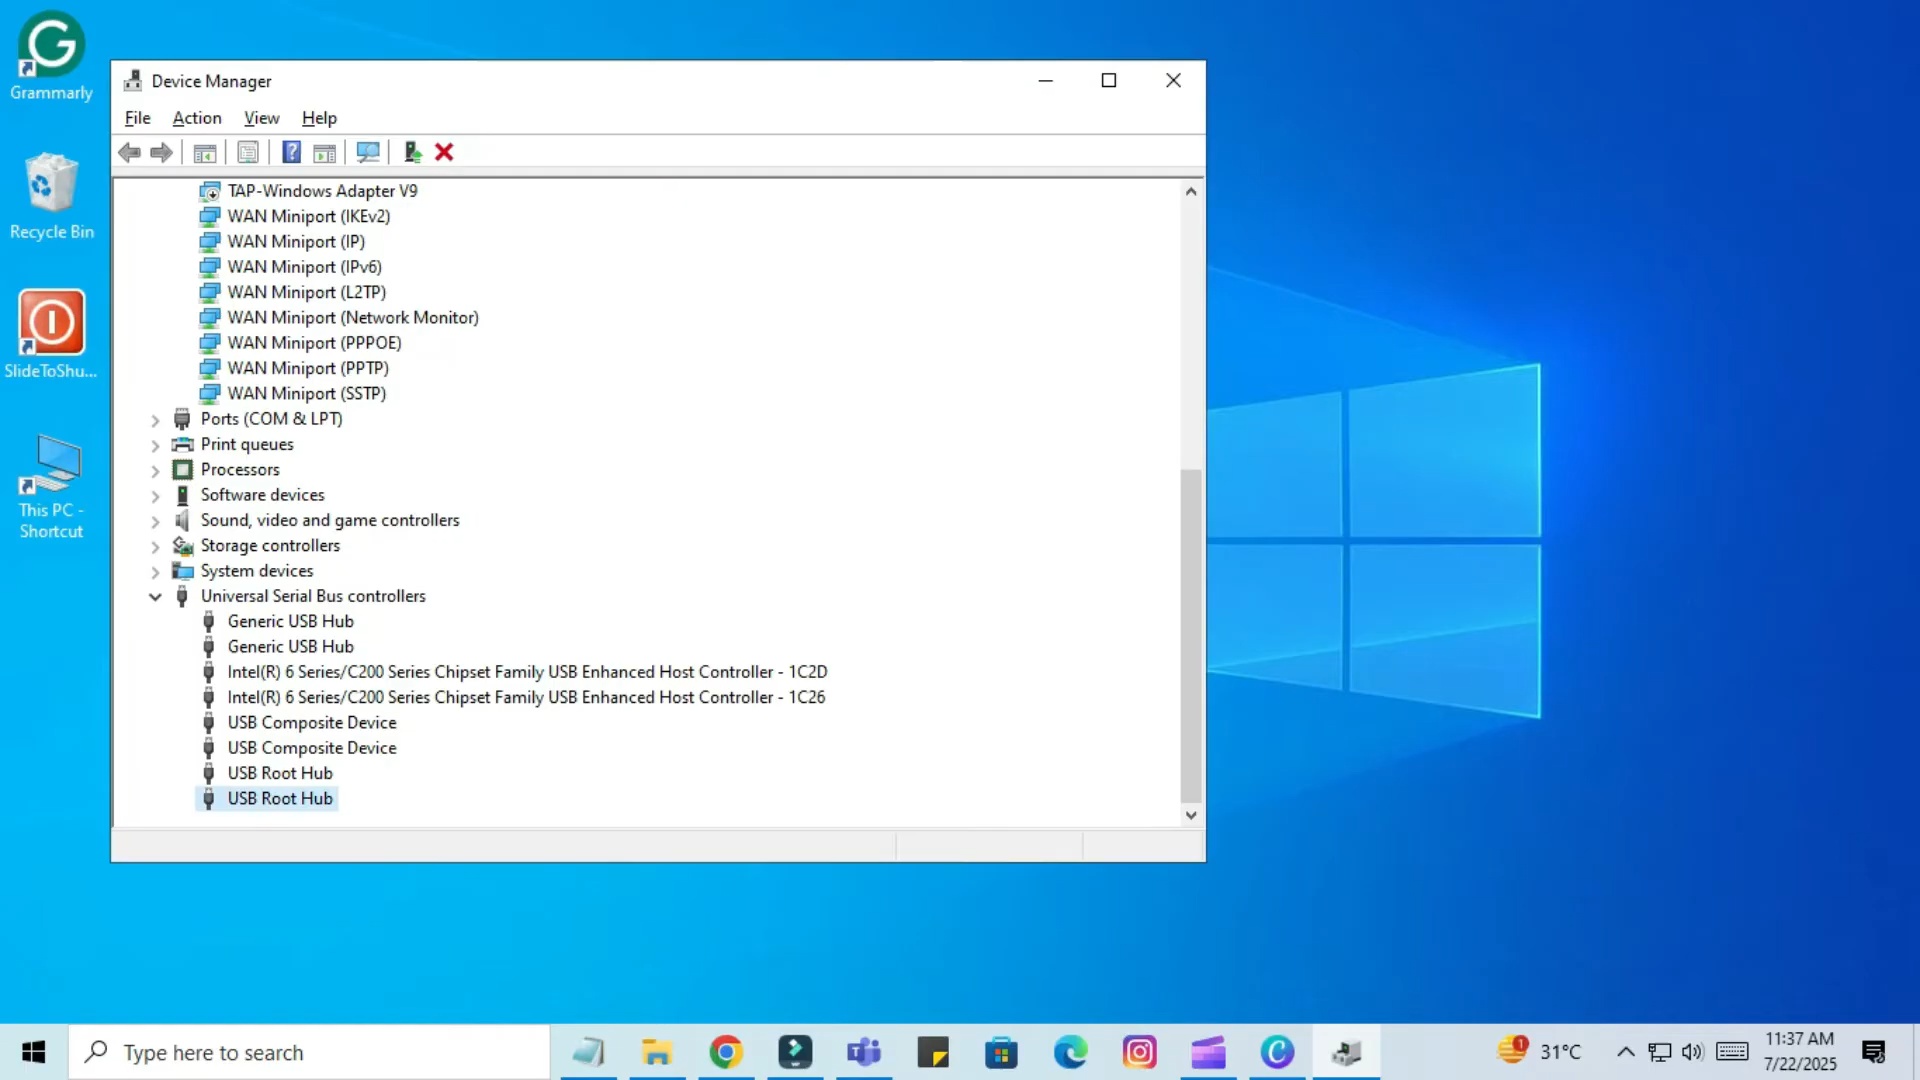 Grammarly
Recycle Bin
SlideToShu...
This PC -
Shortcut
Device Manager
File Action View Help
TAP-Windows Adapter V9
WAN Miniport (IKEv2)
WAN Miniport (IP)
WAN Miniport (IPv6)
WAN Miniport (L2TP)
WAN Miniport (Network Monitor)
WAN Miniport (PPPOE)
WAN Miniport (PPTP)
WAN Miniport (SSTP)
Ports (COM & LPT)
Print queues
Processors
Software devices
Sound, video and game controllers
Storage controllers
System devices
Universal Serial Bus controllers
Generic USB Hub
Generic USB Hub
Intel(R) 6 Series/C200 Series Chipset Family USB Enhanced Host Controller - 1C2D
Intel(R) 6 Series/C200 Series Chipset Family USB Enhanced Host Controller - 1C26
USB Composite Device
USB Composite Device
USB Root Hub
USB Root Hub
Type here to search
1
31°C
11:37 AM
7/22/2025